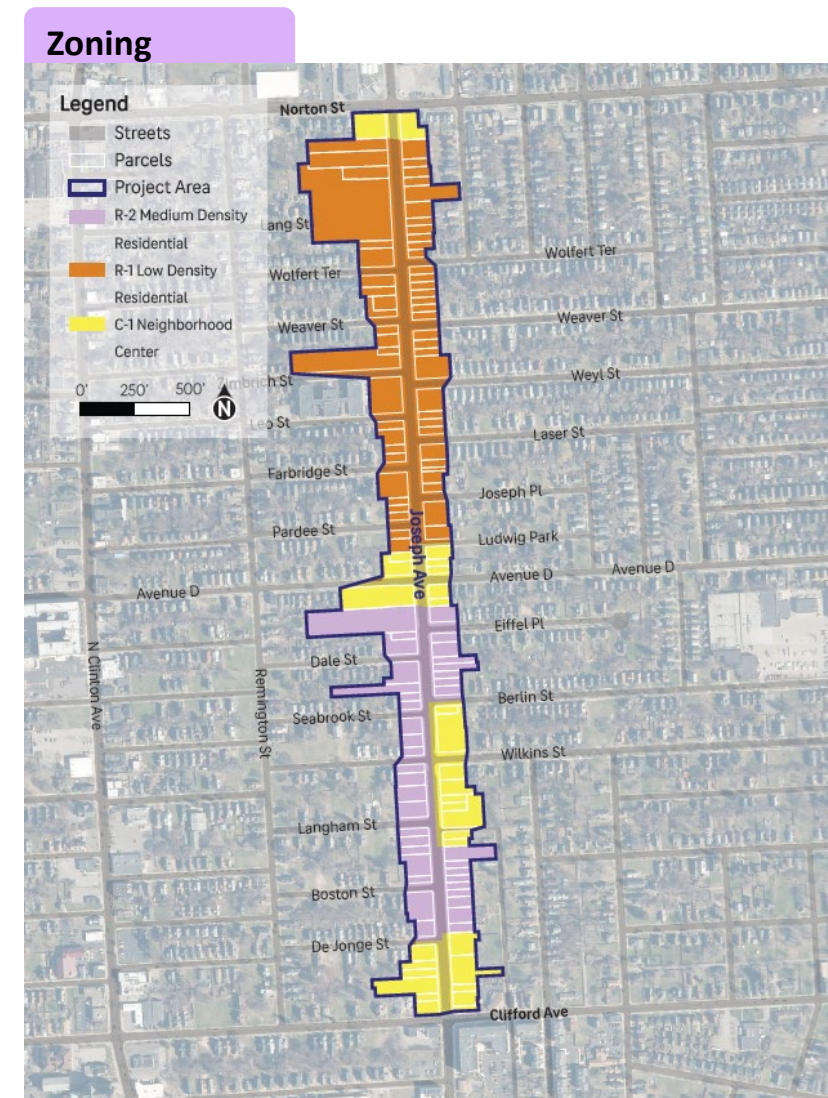 Zoning
Legend
Streets
Parcels
Project Area
R-2 Medium Density
Residential
R-1 Low Density
Residential
C-1 Neighborhood
Center
0' 250' 500'
N
Norton St
Lang St
Wolfert Ter
Wolfert Ter
Weaver St
Weaver St
Zimbrich St
Weyl St
Leo St
Laser St
Farbridge St
Joseph Pl
Pardee St
Joseph Ave
Ludwig Park
Avenue D
Avenue D
Avenue D
Eiffel Pl
N Clinton Ave
Remington St
Dale St
Berlin St
Seabrook St
Wilkins St
Langham St
Boston St
De Jonge St
Clifford Ave